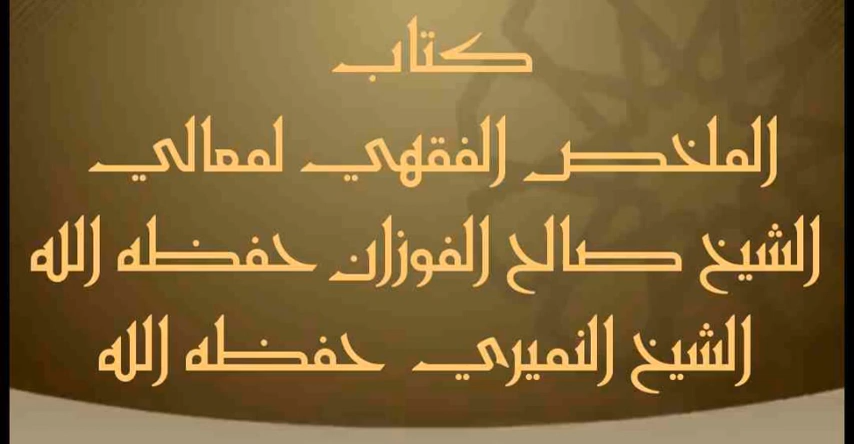 كتاب
الملخص الفقهي لمعالي
الشيخ صالح الفوزان حفظه الله
الشيخ النميري حفظه الله